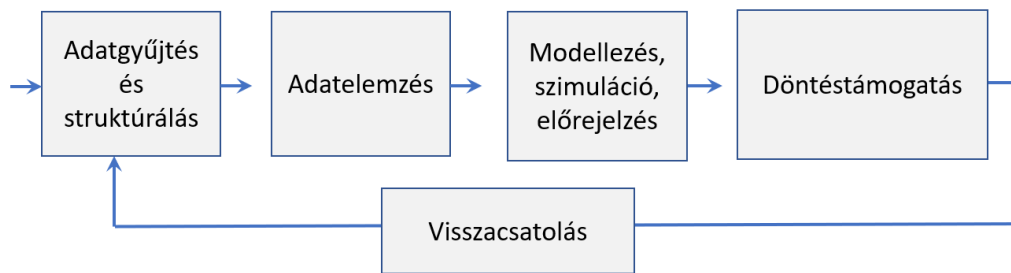 Adatgyűjtés
és
struktúrálás
Adatelemzés
Modellezés,
szimuláció,
előrejelzés
Döntéstámogatás
Visszacsatolás